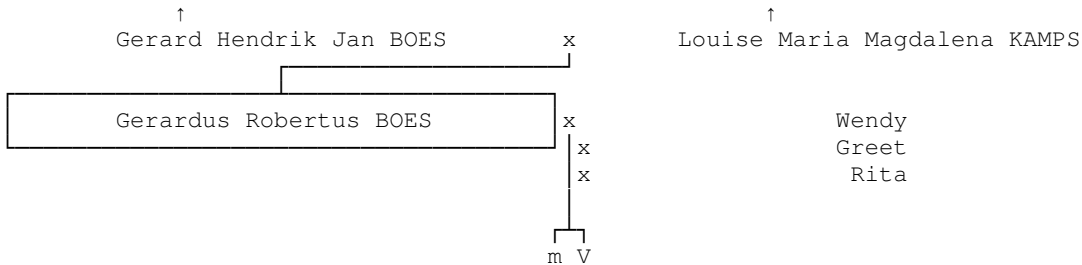 ↑ ↑
Gerard Hendrik Jan BOES x Louise Maria Magdalena KAMPS
Gerardus Robertus BOES x Wendy
x Greet
x Rita
m V